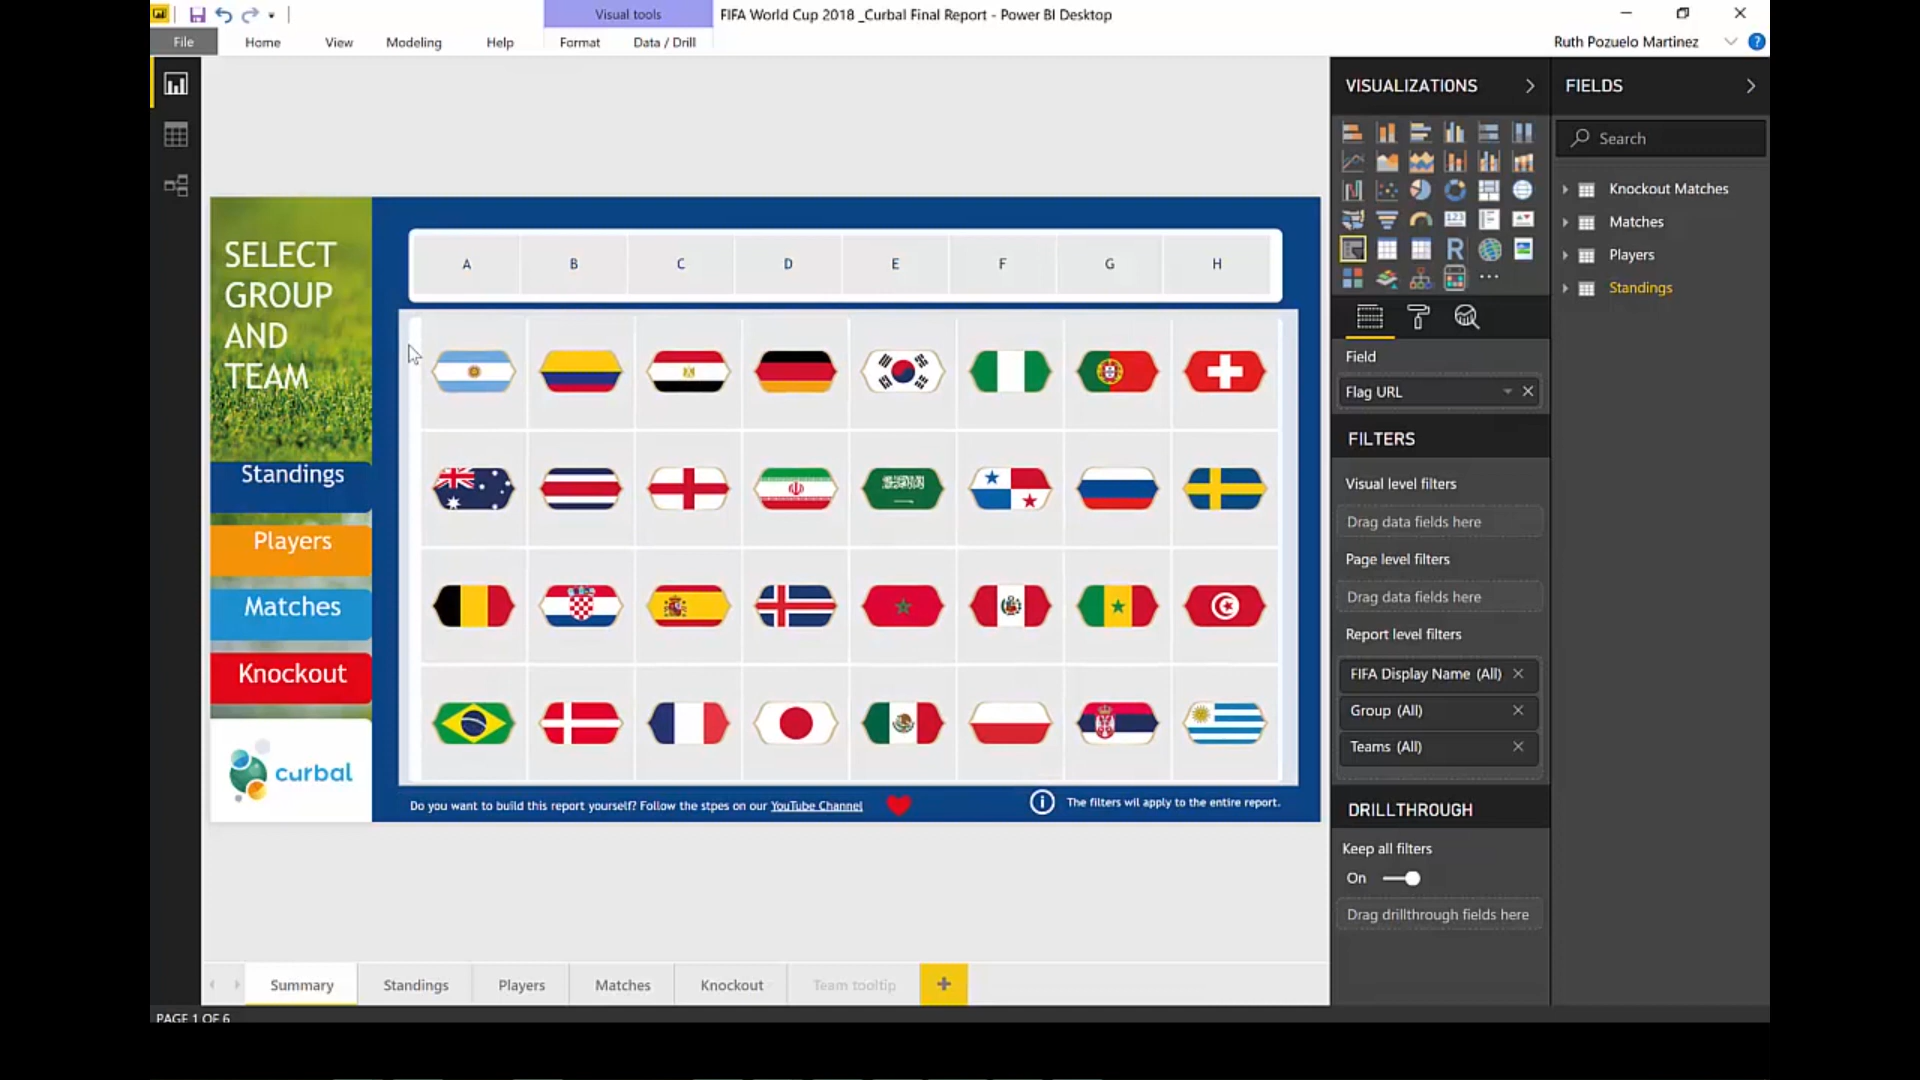 Visual tools
FIFA World Cup 2018 _Curbal Final Report - Power BI Desktop
File
Home
View
Modeling
Help
Format
Data / Drill
Ruth Pozuelo Martinez
?
SELECT
GROUP
AND
TEAM
Standings
Players
Matches
Knockout
curbal
A
B
C
D
E
F
G
H
Do you want to build this report yourself? Follow the stpes on our YouTube Channel
The filters wil apply to the entire report.
VISUALIZATIONS
123
R
Field
Flag URL
FILTERS
Visual level filters
Drag data fields here
Page level filters
Drag data fields here
Report level filters
FIFA Display Name (All)
Group (All)
Teams (All)
DRILLTHROUGH
Keep all filters
On
Drag drillthrough fields here
FIELDS
Search
Knockout Matches
Matches
Players
Standings
Summary
Standings
Players
Matches
Knockout
Team tooltip
+
PAGE 1 OF 6